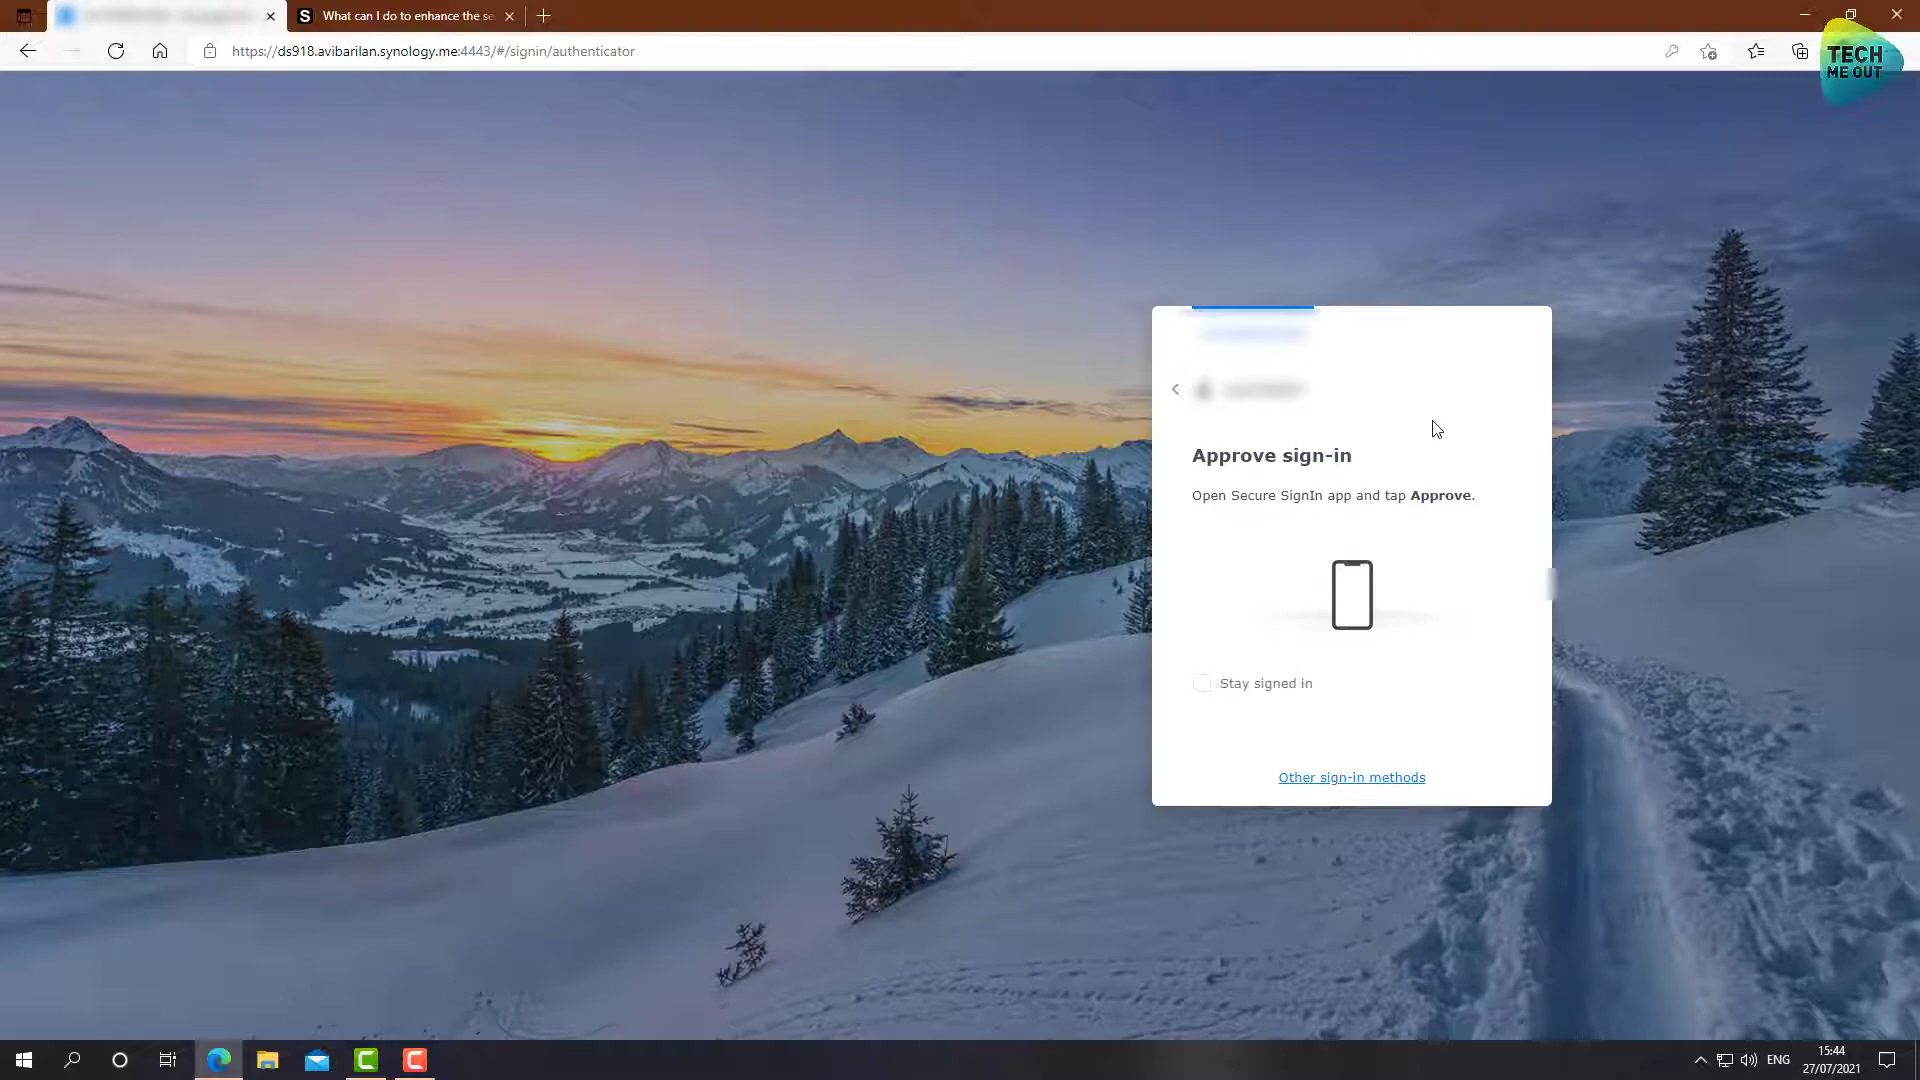 What can I do to enhance the se
https://ds918.avibarilan.synology.me:4443/#/signin/authenticator
TECH
ME OUT
Approve sign-in
Open Secure SignIn app and tap Approve.
Stay signed in
Other sign-in methods
ENG
15:44
27/07/2021